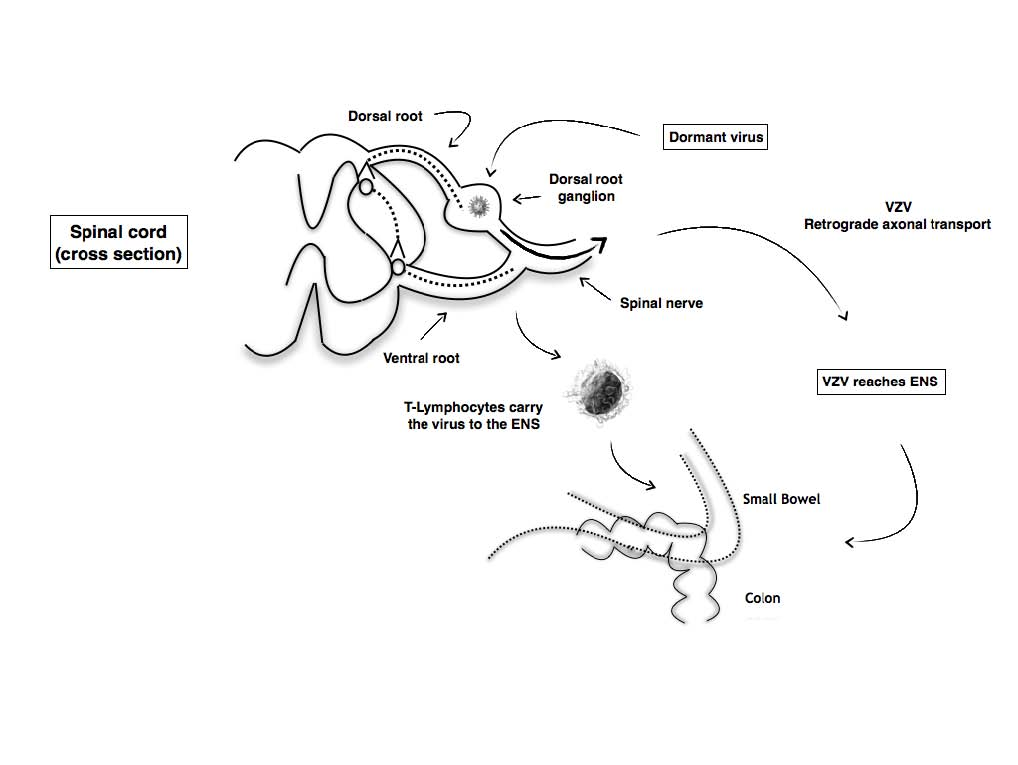 Dorsal root
Dormant virus
Dorsal root
ganglion
VZV
Retrograde axonal transport
Spinal cord
(cross section)
Spinal nerve
Ventral root
VZV reaches ENS
T-Lymphocytes carry
the virus to the ENS
Small Bowel
Colon